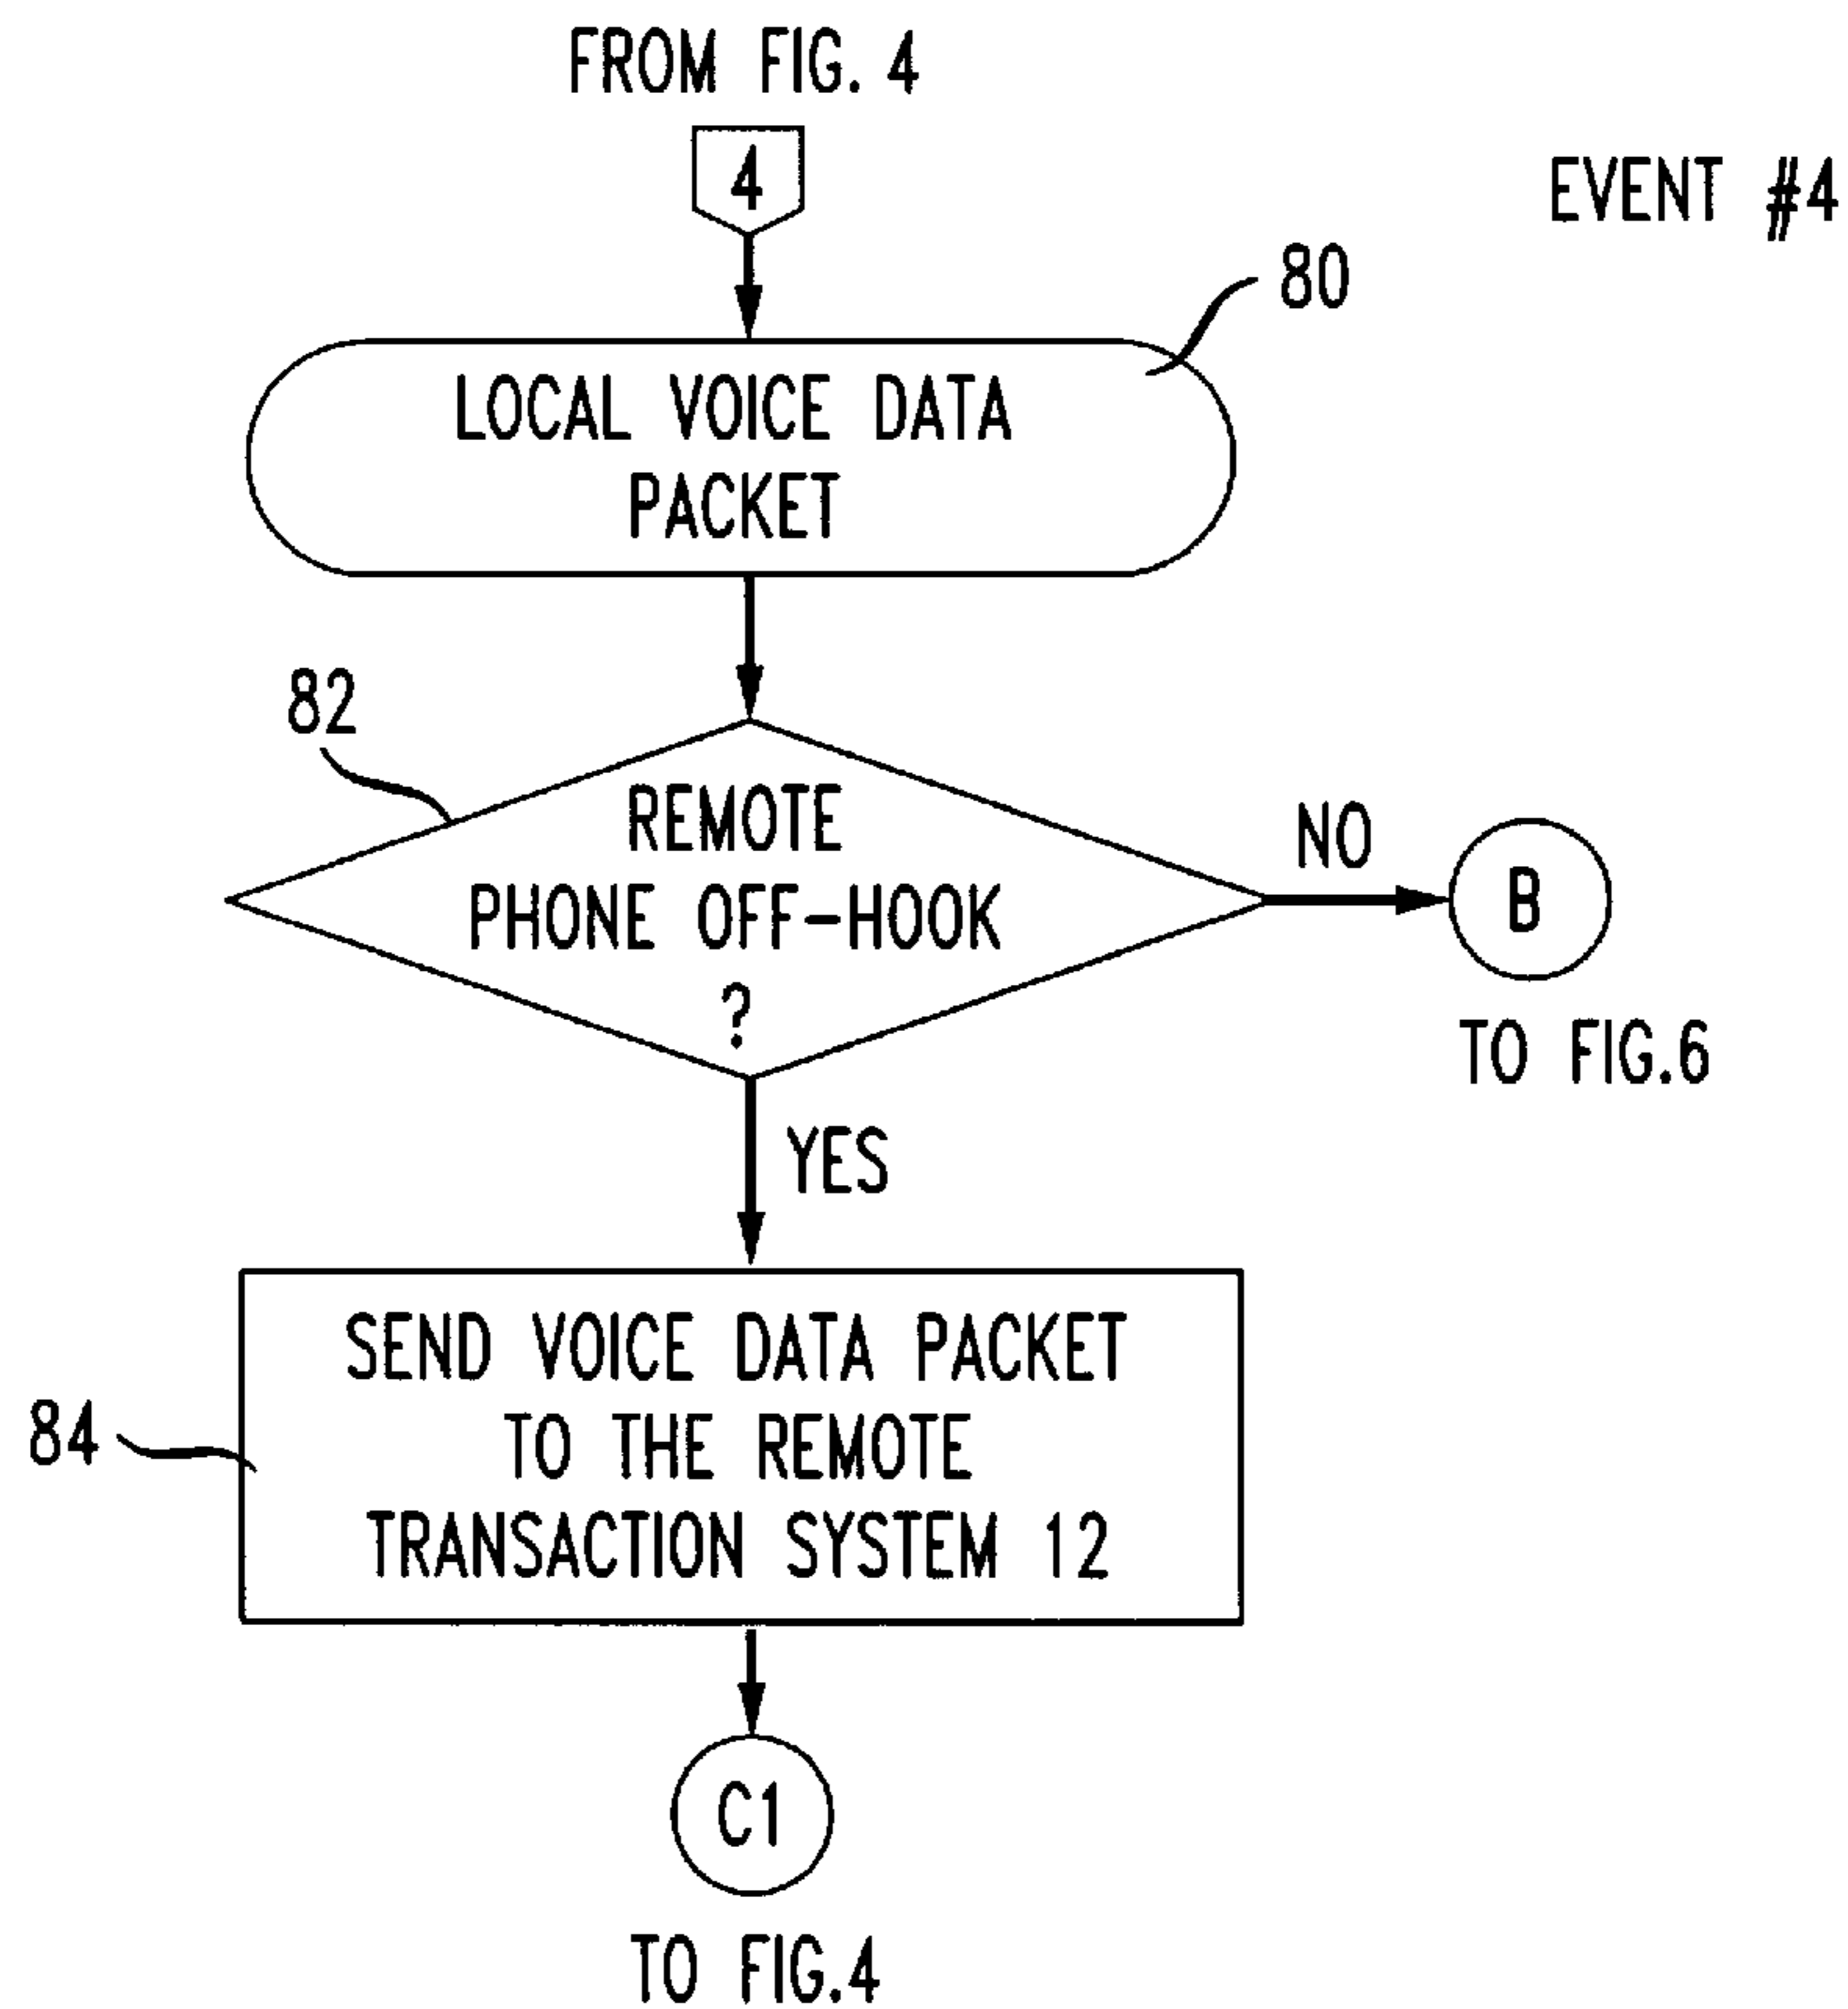 FROM FIG. 4
4
EVENT #4
80
LOCAL VOICE DATA
PACKET
82
REMOTE
PHONE OFF-HOOK
?
NO
B
TO FIG.6
YES
84
SEND VOICE DATA PACKET
TO THE REMOTE
TRANSACTION SYSTEM 12
C1
TO FIG.4